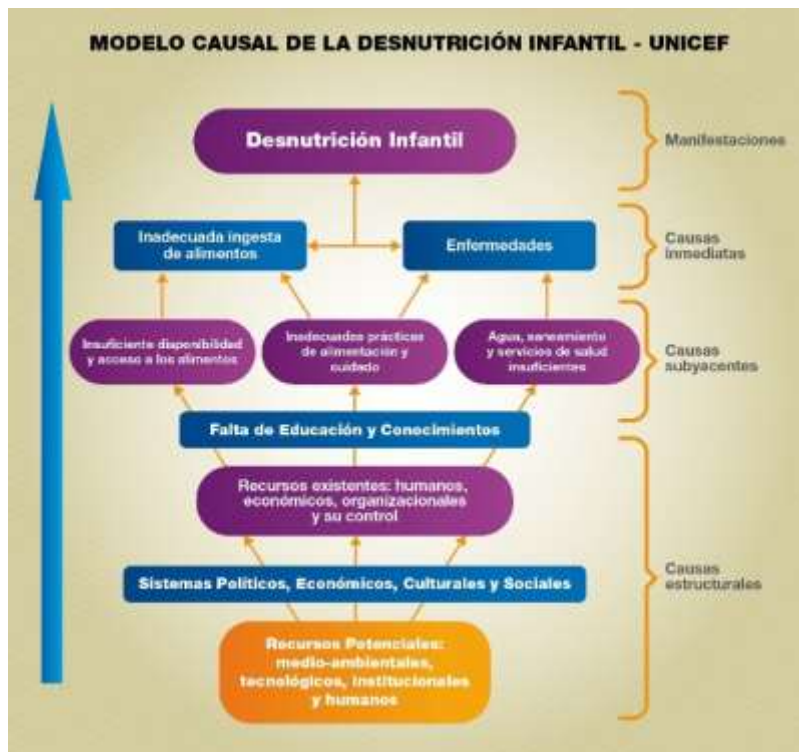 MODELO CAUSAL DE LA DESNUTRICIÓN INFANTIL - UNICEF
Desnutrición Infantil
Manifestaciones
Inadecuada ingesta
de alimentos
Enfermedades
Causas
inmediatas
Insuficiente disponibilidad
y acceso a los alimentos
Inadecuados prácticas
de alimentación y
cuidado
Agua, saneamiento
y servicios de salud
insuficientes
Causas
subyacentes
Falta de Educación y Conocimientos
Recursos existentes: humanos,
económicos, organizacionales
y su control
Sistemas Políticos, Económicos, Culturales y Sociales
Causas
estructurales
Recursos Potenciales:
medio-ambientales,
tecnológicos, institucionales
y humanos